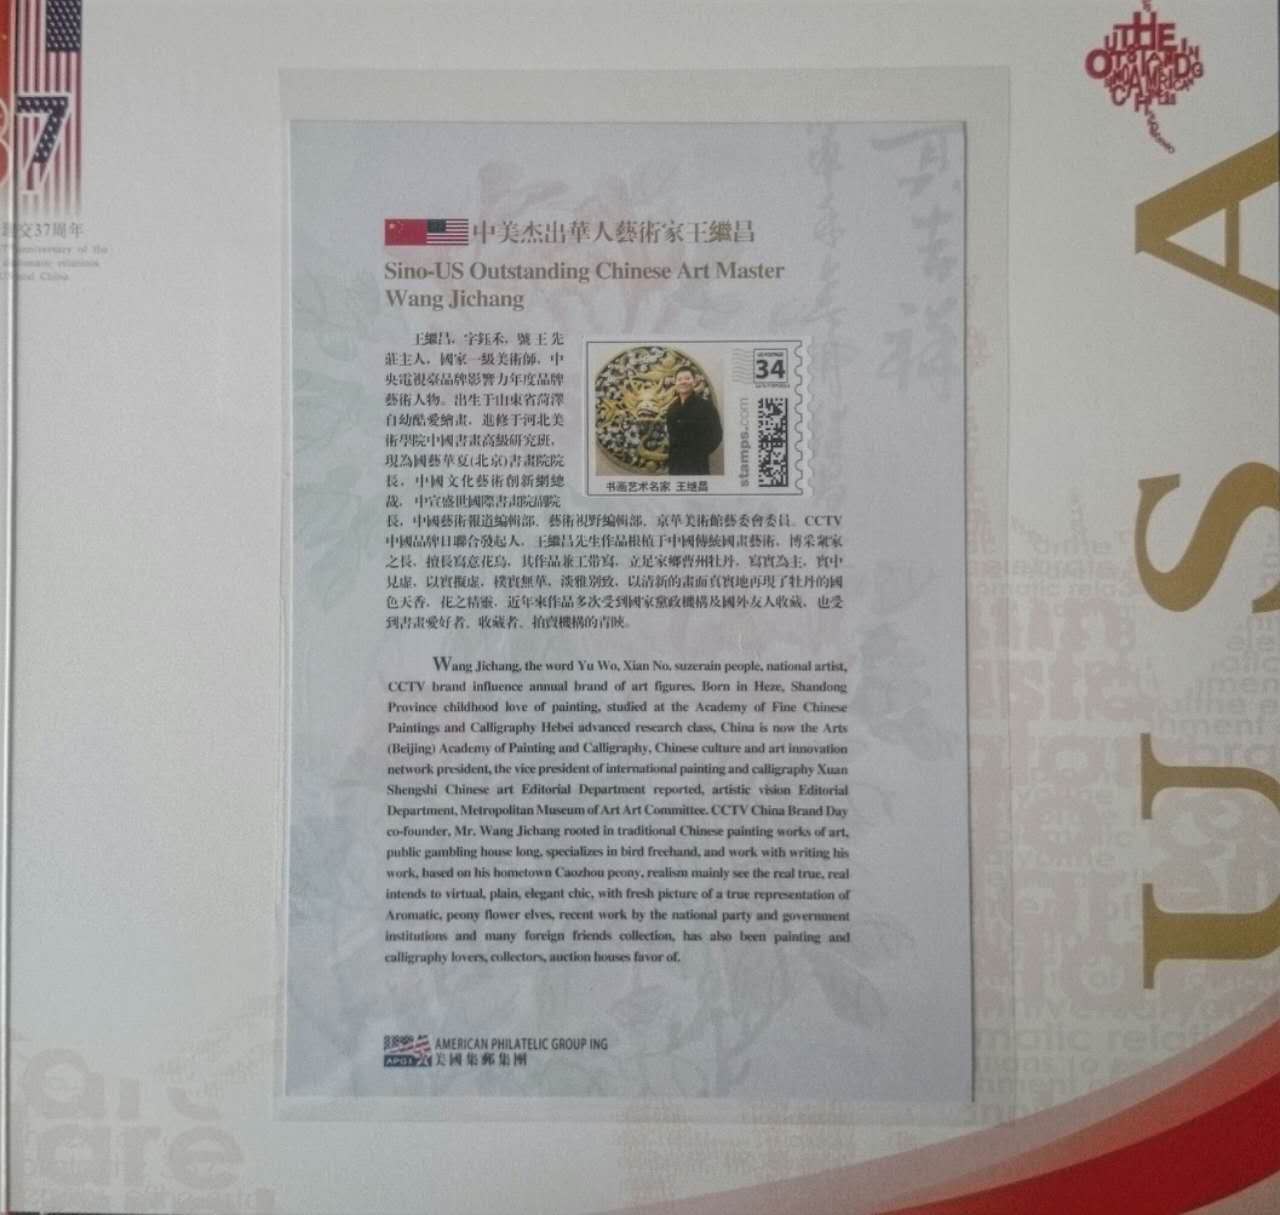 37
建交37周年
anniversary of the
diplomatic relations
and China
THE
OUTSTANDING
U S A
中美杰出華人藝術家王繼昌
Sino-US Outstanding Chinese Art Master
Wang Jichang
王繼昌，字鈺禾，號王先
莊主人，國家一級美術師，中
央電視臺品牌影響力年度品牌
藝術人物。出生于山東省菏澤
自幼酷愛繪畫，進修于河北美
術學院中國書畫高級研究班，
現為國藝華夏(北京)書畫院院
長，中國文化藝術創新網總
裁，中宣盛世國際書畫院副院
長，中國藝術報道編輯部、藝術視野編輯部、京華美術館藝委會委員。CCTV
中國品牌日聯合發起人，王繼昌先生作品根植于中國傳統國畫藝術，博采衆家
之長，擅長寫意花鳥，其作品兼工帶寫，立足家鄉曹州牡丹，寫實為主，實中
見虛，以實擬虛，樸實無華，淡雅別致，以清新的畫面真實地再現了牡丹的國
色天香，花之精靈，近年來作品多次受到國家黨政機構及國外友人收藏，也受
到書畫愛好者、收藏者、拍賣機構的青睞。
US POSTAGE
34
stamps.com
书画艺术名家 王继昌
Wang Jichang, the word Yu Wo, Xian No. suzerain people, national artist,
CCTV brand influence annual brand of art figures. Born in Heze, Shandong
Province childhood love of painting, studied at the Academy of Fine Chinese
Paintings and Calligraphy Hebei advanced research class, China is now the Arts
(Beijing) Academy of Painting and Calligraphy, Chinese culture and art innovation
network president, the vice president of international painting and calligraphy Xuan
Shengshi Chinese art Editorial Department reported, artistic vision Editorial
Department, Metropolitan Museum of Art Art Committee. CCTV China Brand Day
co-founder, Mr. Wang Jichang rooted in traditional Chinese painting works of art,
public gambling house long, specializes in bird freehand, and work with writing his
work, based on his hometown Caozhou peony, realism mainly see the real true, real
intends to virtual, plain, elegant chic, with fresh picture of a true representation of
Aromatic, peony flower elves, recent work by the national party and government
institutions and many foreign friends collection, has also been painting and
calligraphy lovers, collectors, auction houses favor of.
APGI
AMERICAN PHILATELIC GROUP ING
美國集郵集團